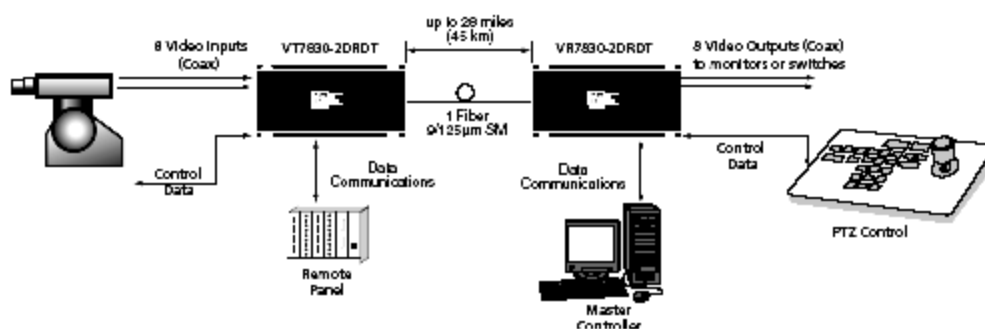 up to 28 miles
(46 km)
8 Video Inputs
(Coax)
VT7830-2DRDT
VR7830-2DRDT
8 Video Outputs (Coax)
to monitors or switches
1 Fiber
9/125µm SM
Control
Data
Data
Communications
Data
Communications
Control
Data
Remote
Panel
PTZ Control
Master
Controller